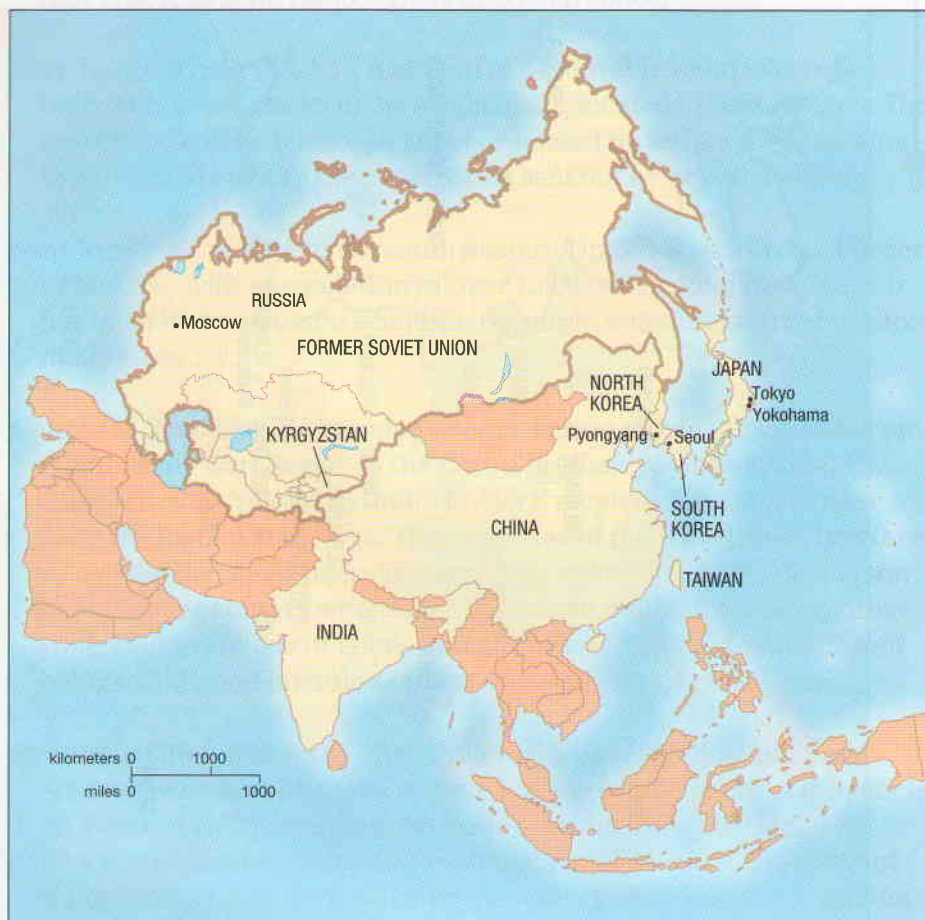 RUSSIA
Moscow
FORMER SOVIET UNION
JAPAN
NORTH
KOREA
Tokyo
Yokohama
KYRGYZSTAN
Pyongyang
Seoul
SOUTH
KOREA
CHINA
TAIWAN
INDIA
kilometers 0 1000
miles 0 1000